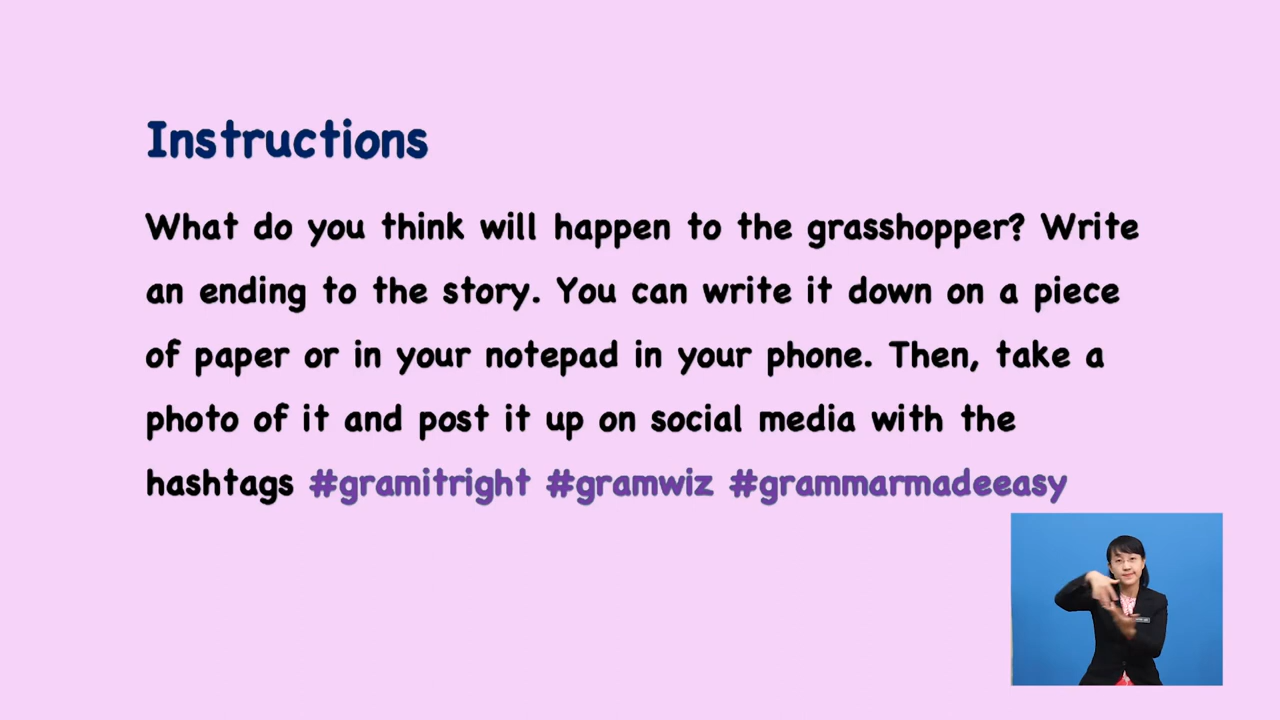 Instructions
What do you think will happen to the grasshopper? Write
an ending to the story. You can write it down on a piece
of paper or in your notepad in your phone. Then, take a
photo of it and post it up on social media with the
hashtags #gramitright #gramwiz #grammarmadeeasy